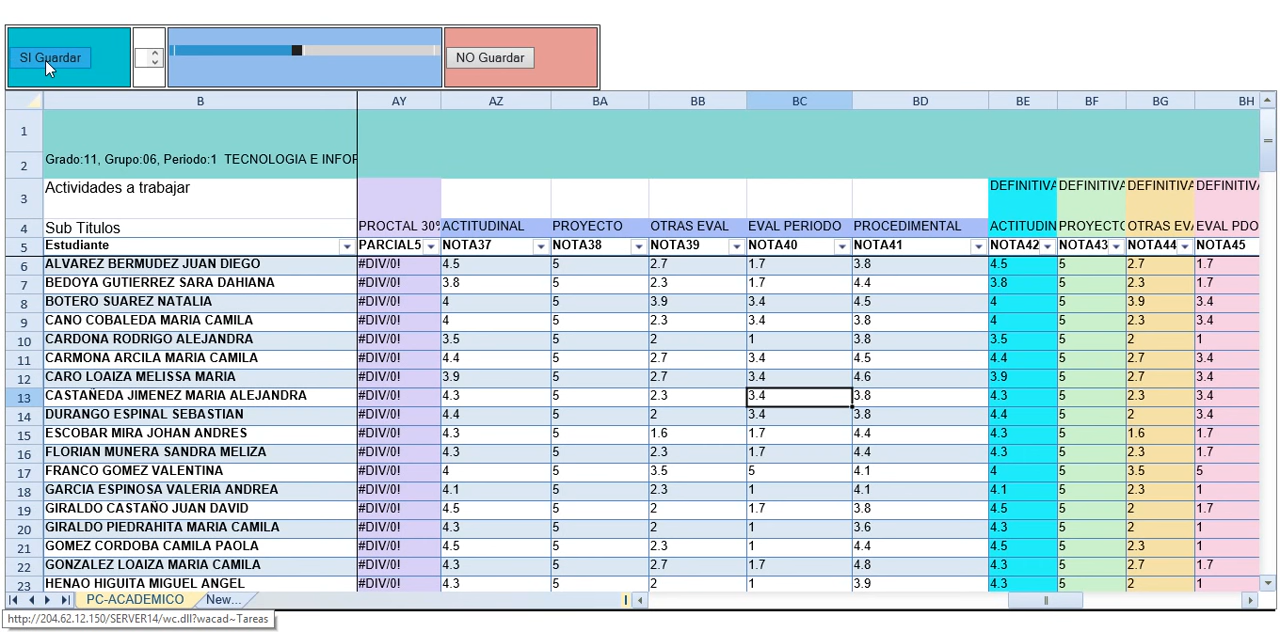 SI Guardar NO Guardar
B AY AZ BA BB BC BD BE BF BG BH
1
2 Grado:11, Grupo:06, Periodo:1 TECNOLOGIA E INFOR
3 Actividades a trabajar DEFINITIVA DEFINITIVA DEFINITIVA DEFINITIVA
4 Sub Titulos PROCTAL 30% ACTITUDINAL PROYECTO OTRAS EVAL EVAL PERIODO PROCEDIMENTAL ACTITUDIN PROYECTO OTRAS EVA EVAL PDO
5 Estudiante PARCIAL5 NOTA37 NOTA38 NOTA39 NOTA40 NOTA41 NOTA42 NOTA43 NOTA44 NOTA45
6 ALVAREZ BERMUDEZ JUAN DIEGO #DIV/0! 4.5 5 2.7 1.7 3.8 4.5 5 2.7 1.7
7 BEDOYA GUTIERREZ SARA DAHIANA #DIV/0! 3.8 5 2.3 1.7 4.4 3.8 5 2.3 1.7
8 BOTERO SUAREZ NATALIA #DIV/0! 4 5 3.9 3.4 4.5 4 5 3.9 3.4
9 CANO COBALEDA MARIA CAMILA #DIV/0! 4 5 2.3 3.4 3.8 4 5 2.3 3.4
10 CARDONA RODRIGO ALEJANDRA #DIV/0! 3.5 5 2 1 3.8 3.5 5 2 1
11 CARMONA ARCILA MARIA CAMILA #DIV/0! 4.4 5 2.7 3.4 4.5 4.4 5 2.7 3.4
12 CARO LOAIZA MELISSA MARIA #DIV/0! 3.9 5 2.7 3.4 4.6 3.9 5 2.7 3.4
13 CASTAÑEDA JIMENEZ MARIA ALEJANDRA #DIV/0! 4.3 5 2.3 3.4 3.8 4.3 5 2.3 3.4
14 DURANGO ESPINAL SEBASTIAN #DIV/0! 4.4 5 2 3.4 3.8 4.4 5 2 3.4
15 ESCOBAR MIRA JOHAN ANDRES #DIV/0! 4.3 5 1.6 1.7 4.4 4.3 5 1.6 1.7
16 FLORIAN MUNERA SANDRA MELIZA #DIV/0! 4.3 5 2.3 1.7 4.4 4.3 5 2.3 1.7
17 FRANCO GOMEZ VALENTINA #DIV/0! 4 5 3.5 5 4.1 4 5 3.5 5
18 GARCIA ESPINOSA VALERIA ANDREA #DIV/0! 4.1 5 2.3 1 4.1 4.1 5 2.3 1
19 GIRALDO CASTAÑO JUAN DAVID #DIV/0! 4.5 5 2 1.7 3.8 4.5 5 2 1.7
20 GIRALDO PIEDRAHITA MARIA CAMILA #DIV/0! 4.3 5 2 1 3.6 4.3 5 2 1
21 GOMEZ CORDOBA CAMILA PAOLA #DIV/0! 4.5 5 2.3 1 4.4 4.5 5 2.3 1
22 GONZALEZ LOAIZA MARIA CAMILA #DIV/0! 4.3 5 2.7 1.7 4.8 4.3 5 2.7 1.7
23 HENAO HIGUITA MIGUEL ANGEL #DIV/0! 4.3 5 2 1 3.9 4.3 5 2 1
PC-ACADEMICO New...
http://204.62.12.150/SERVER14/wc.dll?wacad~Tareas